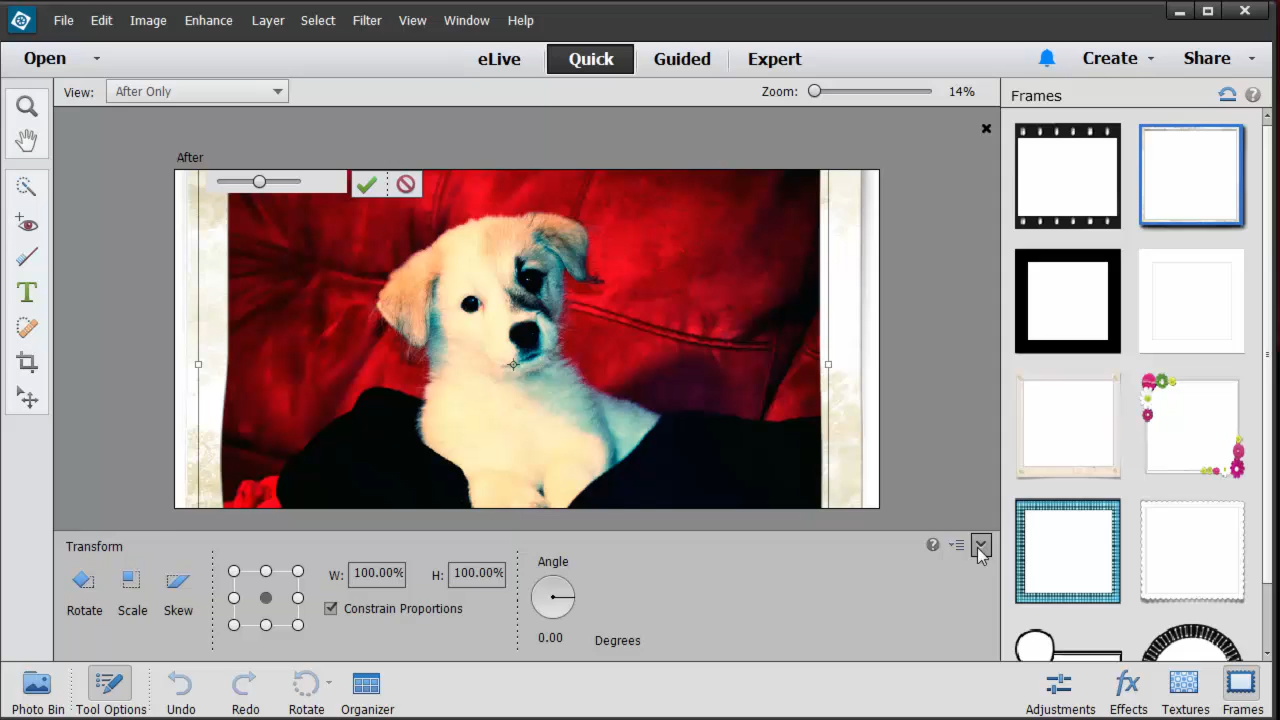 File Edit Image Enhance Layer Select Filter View Window Help
Open eLive Quick Guided Expert Create Share
View: After Only Zoom: 14% Frames
After
Transform
Rotate Scale Skew
W: 100.00% H: 100.00%
Constrain Proportions
Angle
0.00 Degrees
Photo Bin Tool Options Undo Redo Rotate Organizer Adjustments Effects Textures Frames